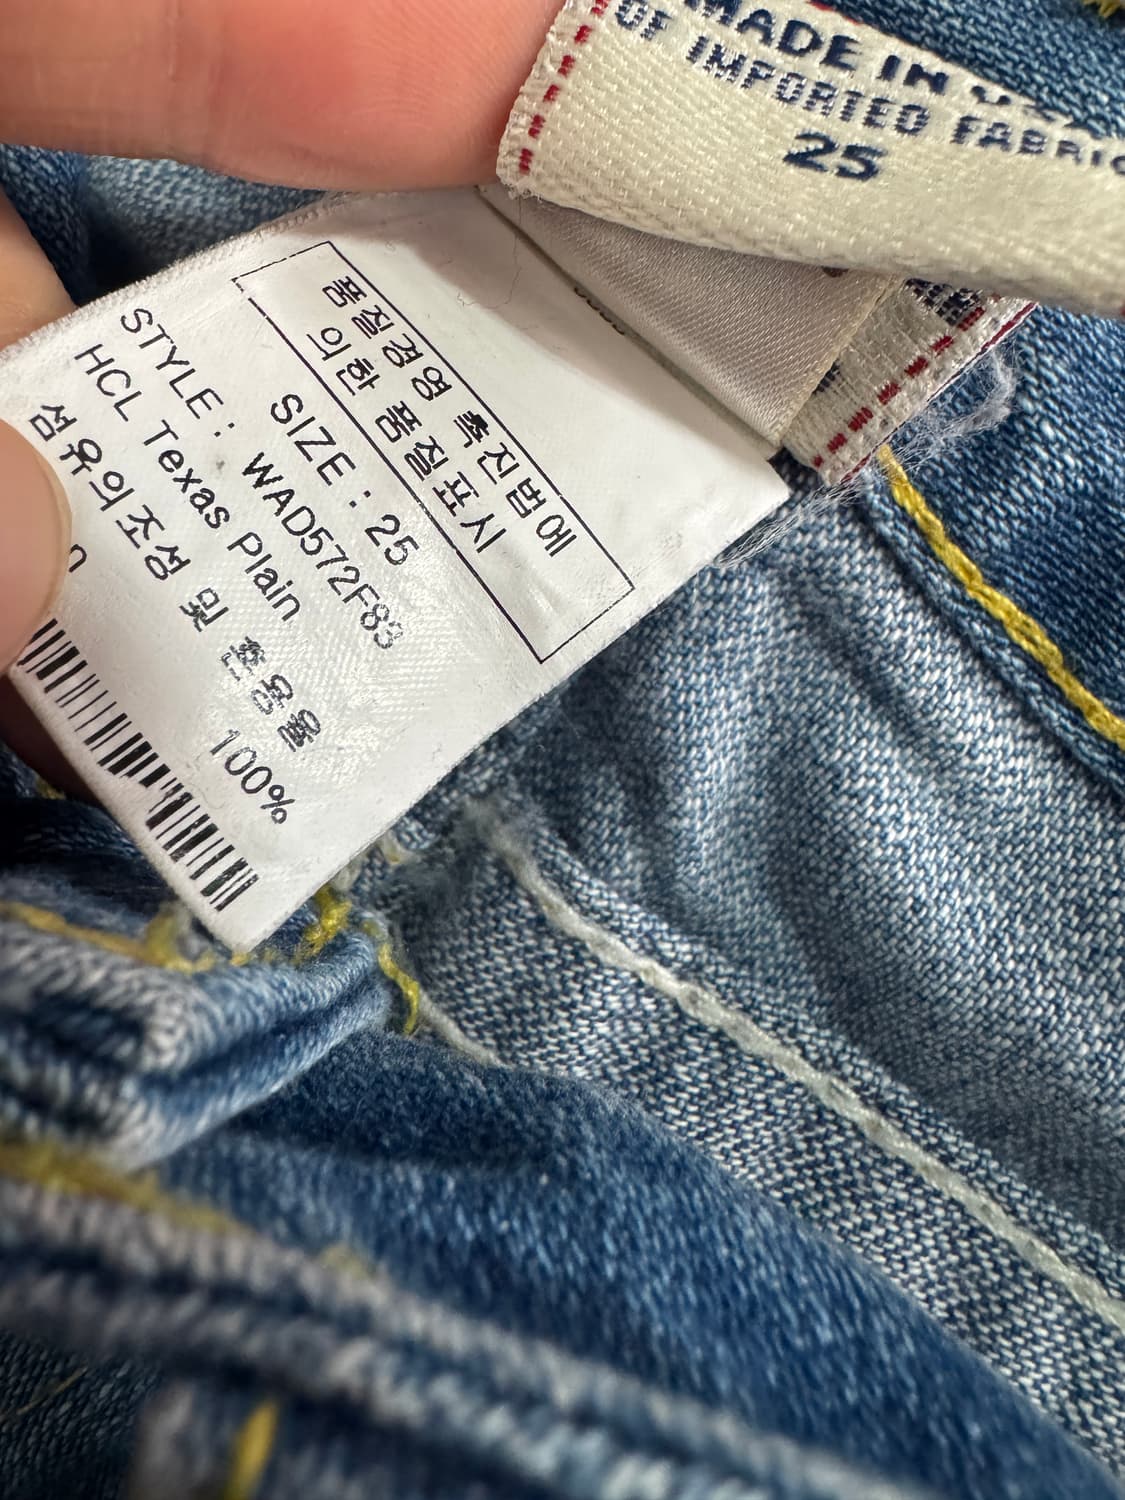 MADE IN
OF IMPORTED FABRIC
25
품질경영 촉진법에
의한 품질표시
SIZE : 25
STYLE : WAD572F83
HCL Texas Plain
섬유의조성 및 혼용율
100%